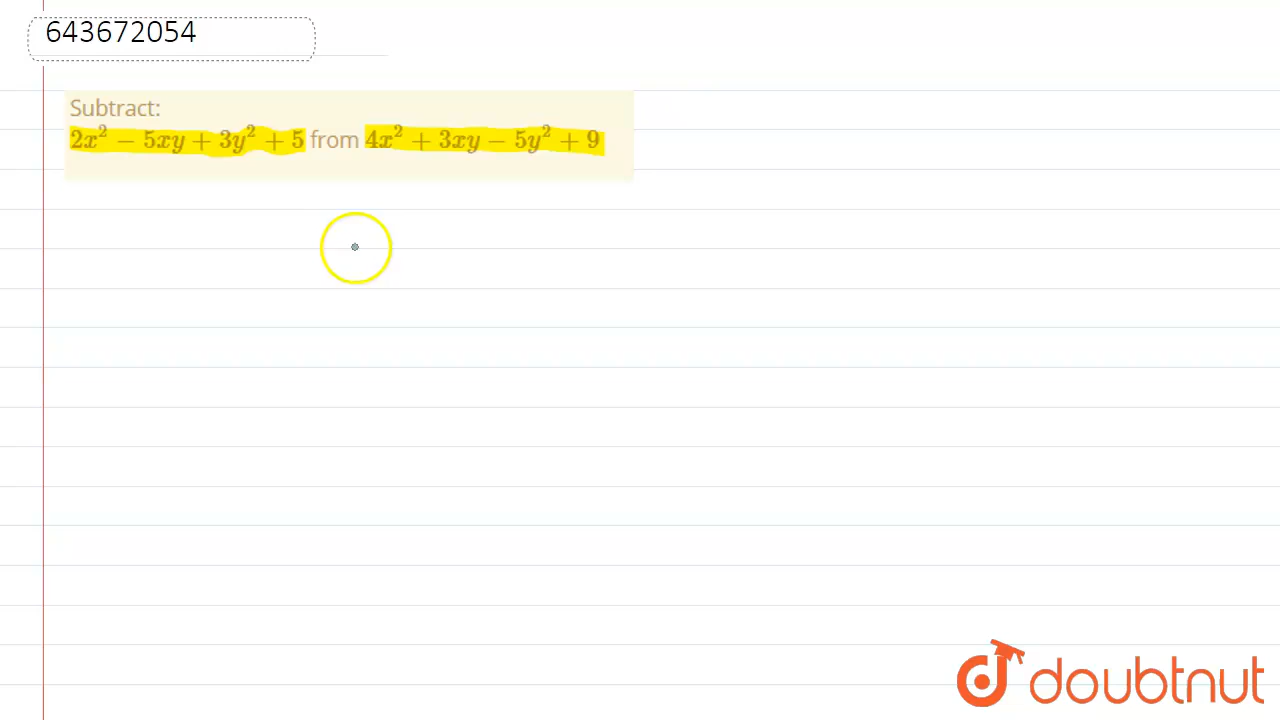 643672054
Subtract:
2x² − 5xy + 3y² + 5 from 4x² + 3xy − 5y² + 9
doubtnut